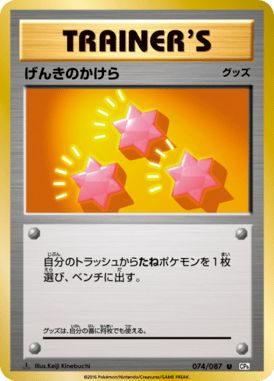 TRAINER'S
げんきのかけら グッズ
自分のトラッシュからたねポケモンを1枚
選び、ベンチに出す。
グッズは、自分の番に何枚でも使える。
Illus.Keiji Kinebuchi 074/087 U CP6
©2016 Pokémon/Nintendo/Creatures/GAME FREAK.